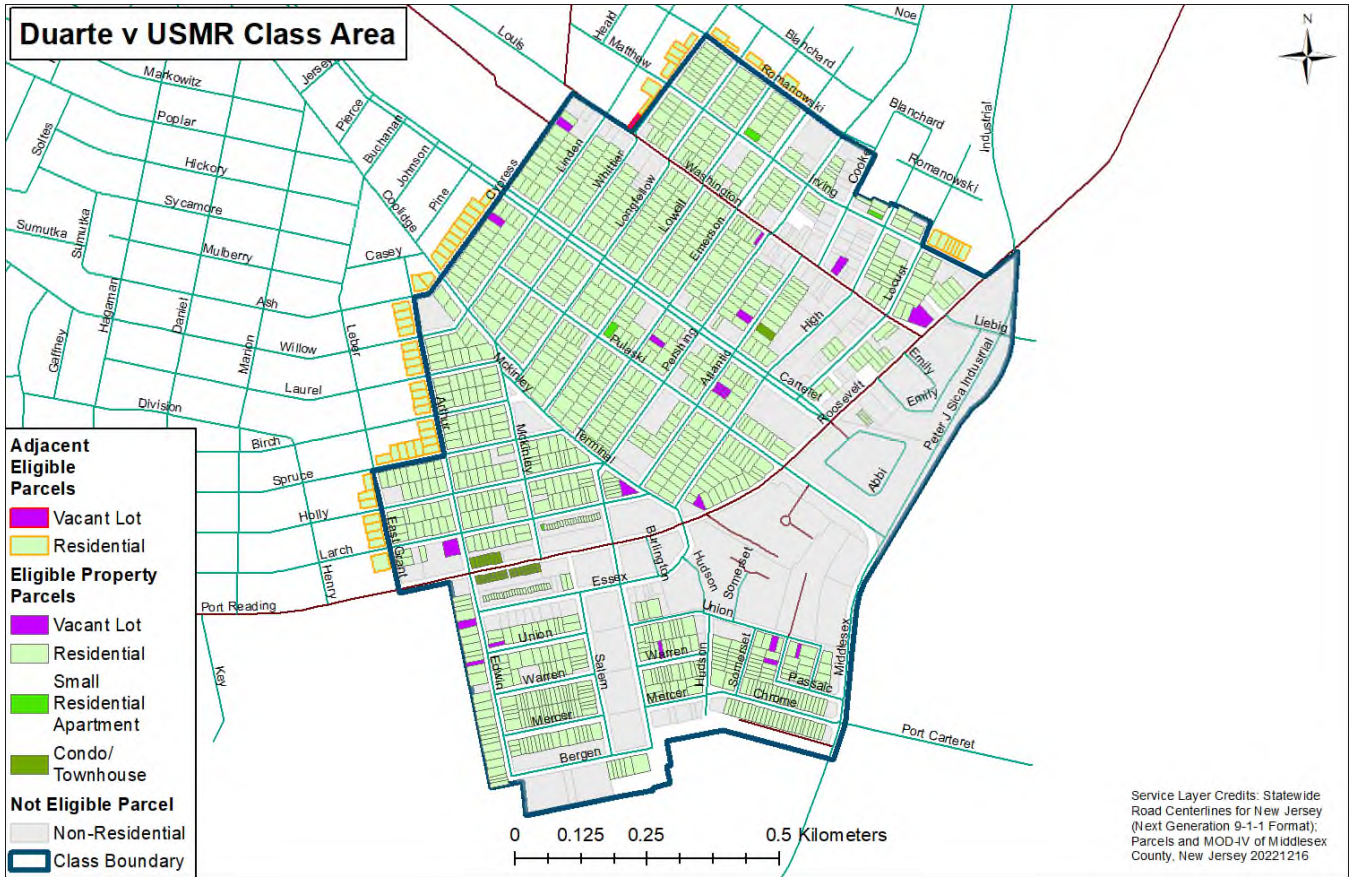 Duarte v USMR Class Area
N
Noe
Louis
Heald
Matthew
Blanchard
Romanowski
Blanchard
Industrial
Romanowski
Jersey
Markowitz
Pierce
Poplar
Buchanan
Soltes
Johnson
Hickory
Coolidge
Pine
Cypress
Linden
Whittier
Longfellow
Washington
Cooke
Irving
Lowell
Emerson
Sycamore
Sumutka
Sumutka
Mulberry
Casey
Hagaman
Daniel
Ash
Marion
Leber
Willow
Gaffney
Laurel
Division
Locust
Liebig
High
Pulaski
Pershing
Atlantic
Mckinley
Carteret
Roosevelt
Emily
Emily
Peter J Sica Industrial
Abbi
Arthur
Mckinley
Terminal
Birch
Spruce
Holly
Larch
Henry
East Grant
Port Reading
Key
Burlington
Essex
Hudson
Somerset
Union
Union
Warren
Edwin
Salem
Warren
Hudson
Somerset
Middlesex
Passaic
Mercer
Mercer
Chrome
Bergen
Port Carteret
Adjacent
Eligible
Parcels
Vacant Lot
Residential
Eligible Property
Parcels
Vacant Lot
Residential
Small
Residential
Apartment
Condo/
Townhouse
Not Eligible Parcel
Non-Residential
Class Boundary
0 0.125 0.25 0.5 Kilometers
Service Layer Credits: Statewide
Road Centerlines for New Jersey
(Next Generation 9-1-1 Format);
Parcels and MOD-IV of Middlesex
County, New Jersey 20221216